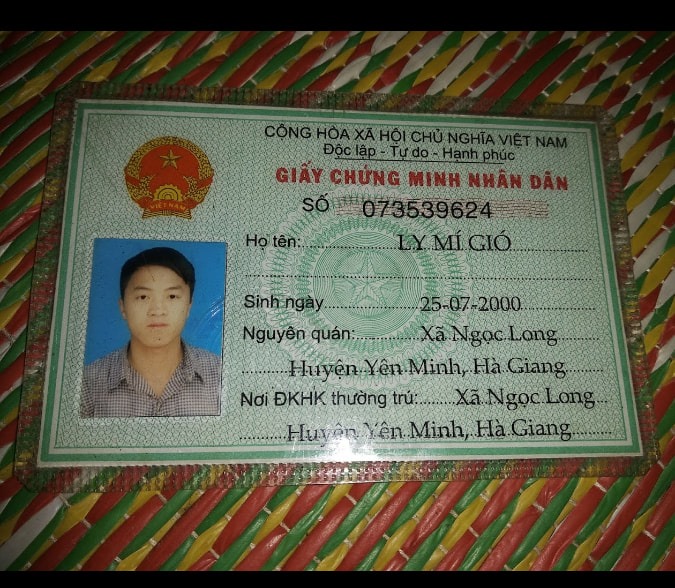 CỘNG HÒA XÃ HỘI CHỦ NGHĨA VIỆT NAM
Độc lập - Tự do - Hạnh phúc
GIẤY CHỨNG MINH NHÂN DÂN
SỐ 073539624
Họ tên: LY MÍ GIÓ
Sinh ngày 25-07-2000
Nguyên quán: Xã Ngọc Long
Huyện Yên Minh, Hà Giang
Nơi ĐKHK thường trú: Xã Ngọc Long
Huyện Yên Minh, Hà Giang
VIỆT NAM